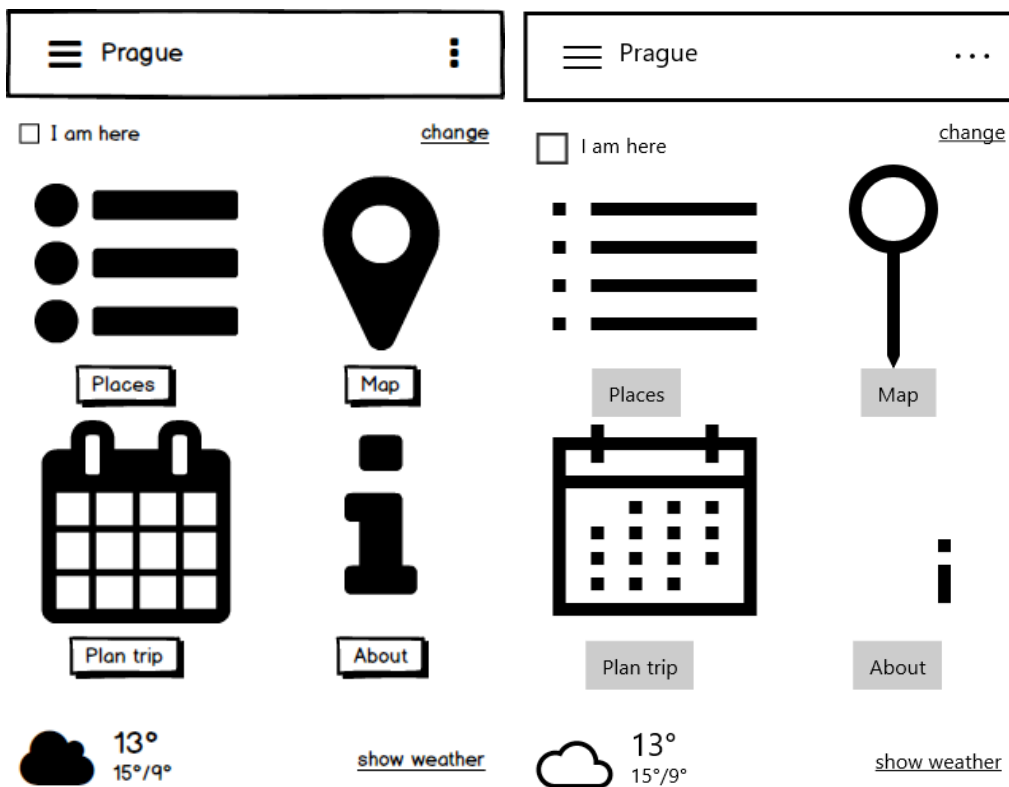 Prague
I am here
change
Places
Map
Plan trip
About
13°
15°/9°
show weather
Prague
I am here
change
Places
Map
Plan trip
About
13°
15°/9°
show weather